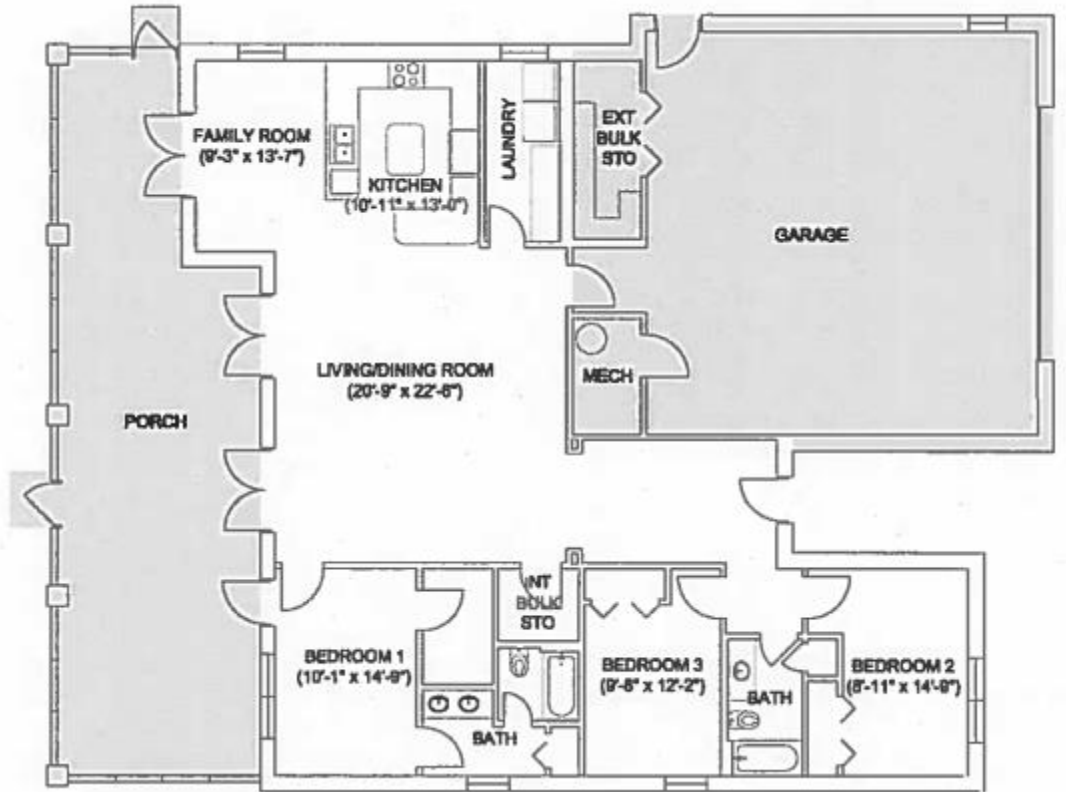 FAMILY ROOM
(9'-3" x 13'-7")
KITCHEN
(10'-11" x 13'-0")
LAUNDRY
EXT
BULK
STO
GARAGE
LIVING/DINING ROOM
(20'-9" x 22'-8")
MECH
PORCH
INT
BULK
STO
BEDROOM 1
(10'-1" x 14'-9")
BATH
BEDROOM 3
(9'-8" x 12'-2")
BATH
BEDROOM 2
(8'-11" x 14'-9")